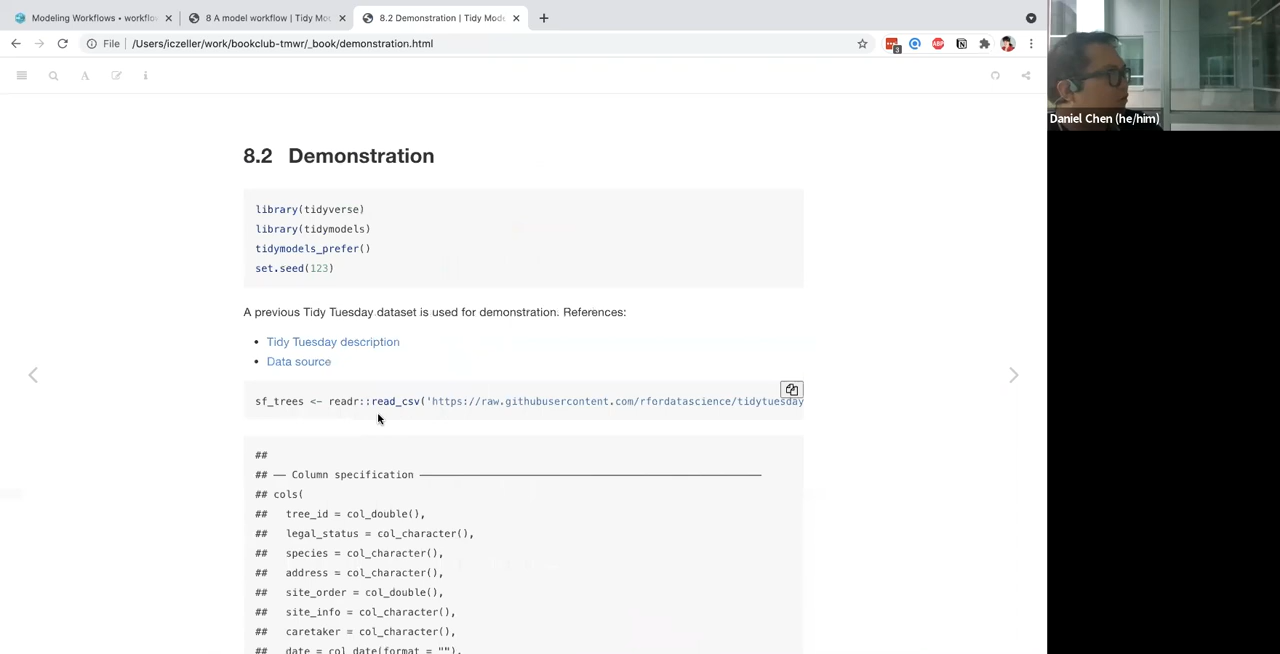 Modeling Workflows • workflo
8 A model workflow | Tidy Mo
8.2 Demonstration | Tidy Mode
File
/Users/iczeller/work/bookclub-tmwr/_book/demonstration.html
3
ABP
Daniel Chen (he/him)
8.2 Demonstration
library(tidyverse)
library(tidymodels)
tidymodels_prefer()
set.seed(123)
A previous Tidy Tuesday dataset is used for demonstration. References:
• Tidy Tuesday description
• Data source
sf_trees <- readr::read_csv('https://raw.githubusercontent.com/rfordatascience/tidytuesday
##
## ── Column specification ────────────────────────
## cols(
## tree_id = col_double(),
## legal_status = col_character(),
## species = col_character(),
## address = col_character(),
## site_order = col_double(),
## site_info = col_character(),
## caretaker = col_character(),
## date = col_date(format = ""),